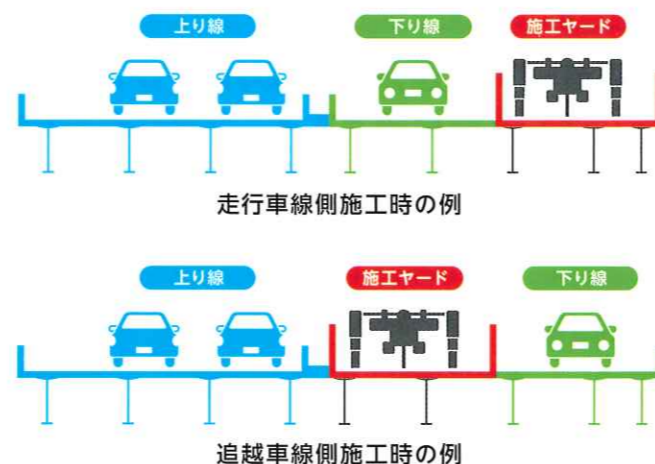 上り線
下り線
施工ヤード
走行車線側施工時の例
上り線
施工ヤード
下り線
追越車線側施工時の例